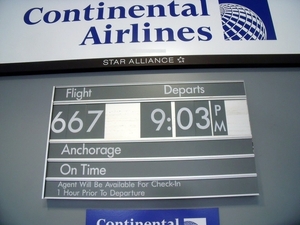 Continental
Airlines
STAR ALLIANCE
Flight Departs
667 9:03 PM
Anchorage
On Time
Agent Will Be Available For Check-In
1 Hour Prior To Departure
Continental